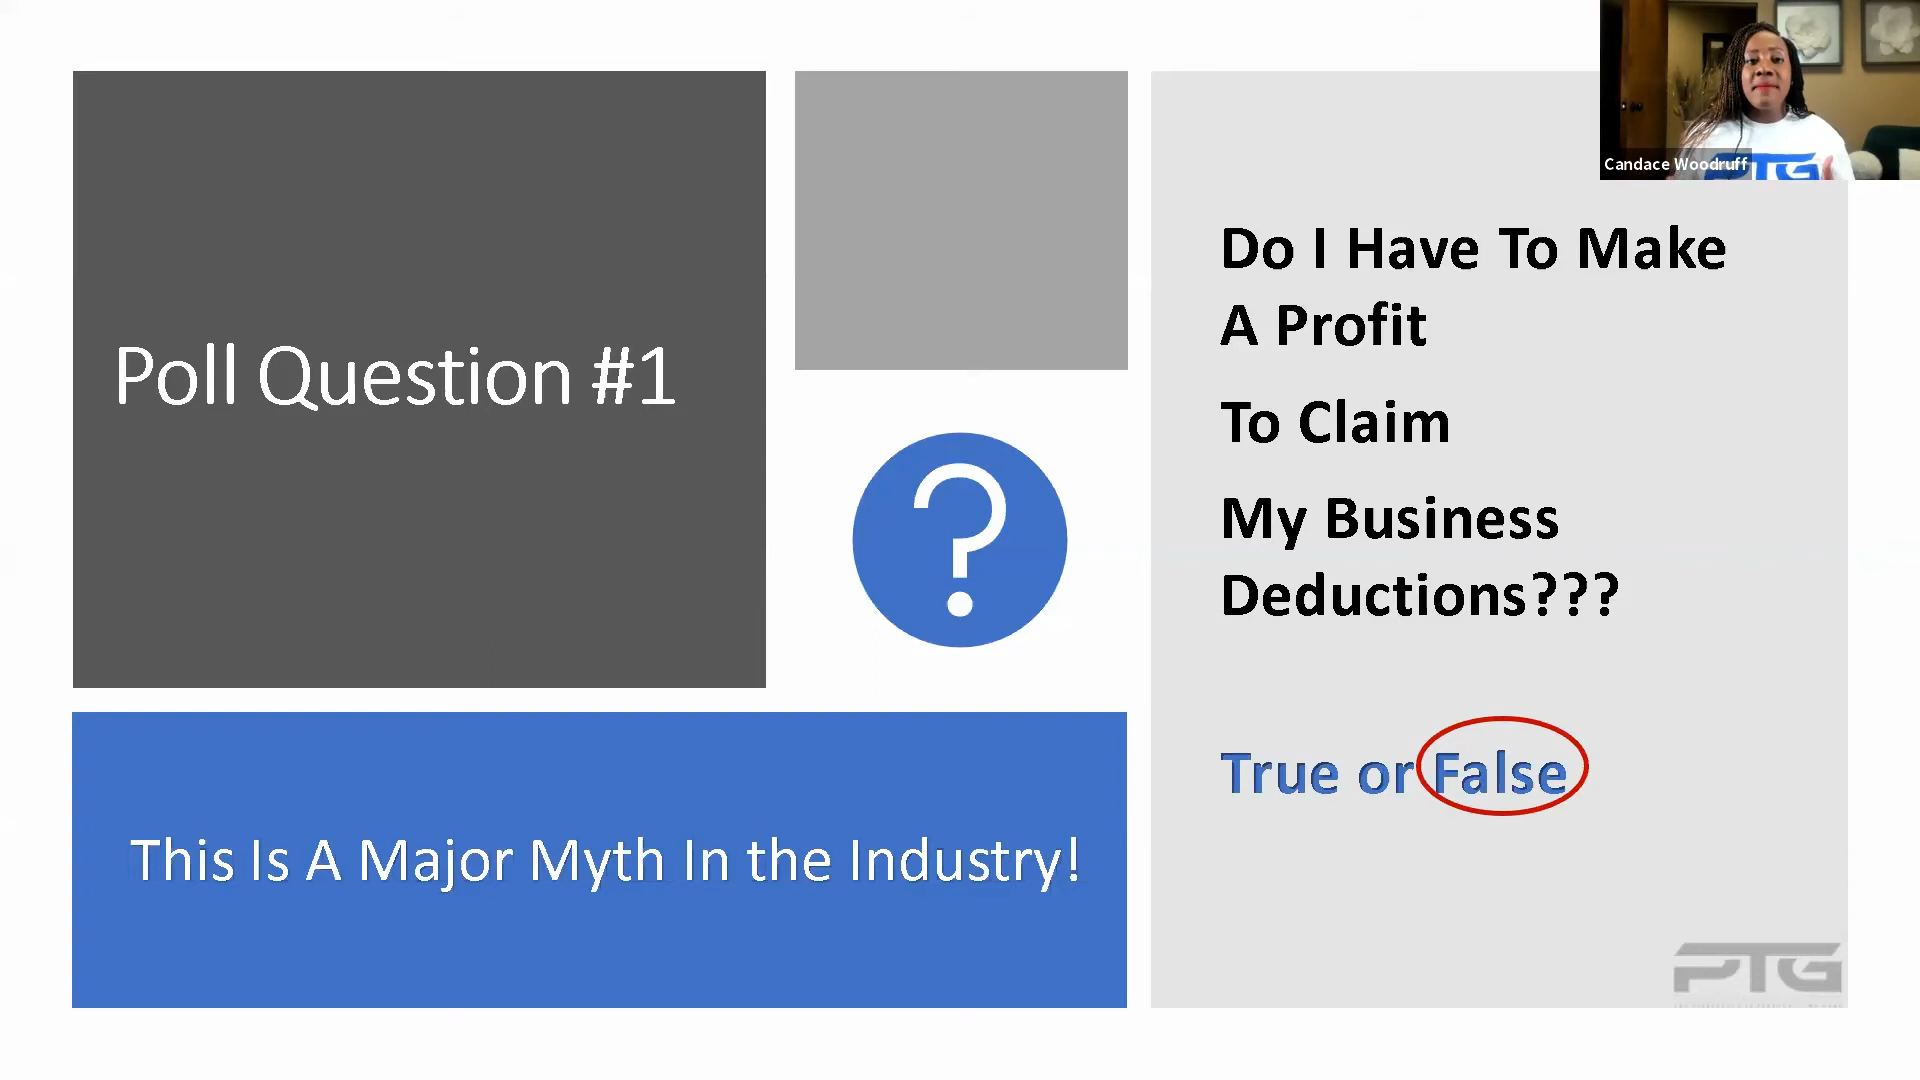 Candace Woodruff
PTG
Poll Question #1
?
Do I Have To Make
A Profit
To Claim
My Business
Deductions???
True or False
This Is A Major Myth In the Industry!
PTG